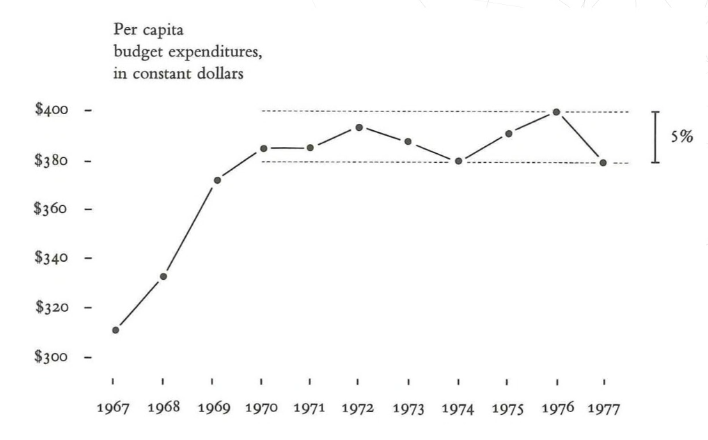 Per capita
budget expenditures,
in constant dollars
$400
$380
5%
$360
$340
$320
$300
1967 1968 1969 1970 1971 1972 1973 1974 1975 1976 1977